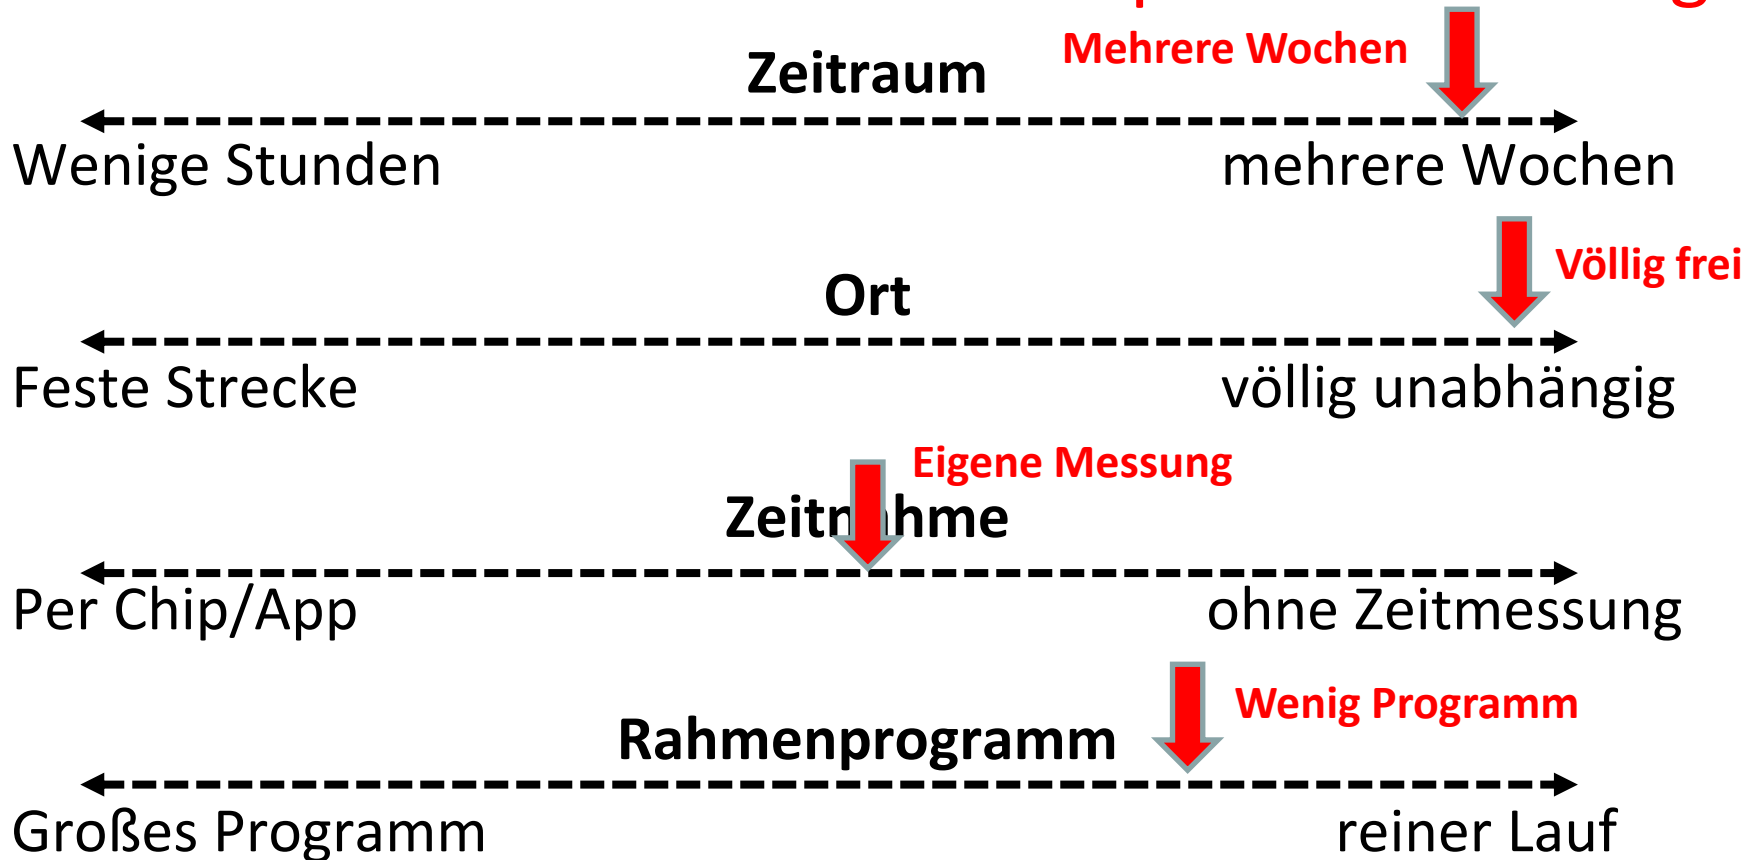 Mehrere Wochen
Zeitraum
Wenige Stunden mehrere Wochen
Völlig frei
Ort
Feste Strecke völlig unabhängig
Eigene Messung
Zeitnahme
Per Chip/App ohne Zeitmessung
Wenig Programm
Rahmenprogramm
Großes Programm reiner Lauf